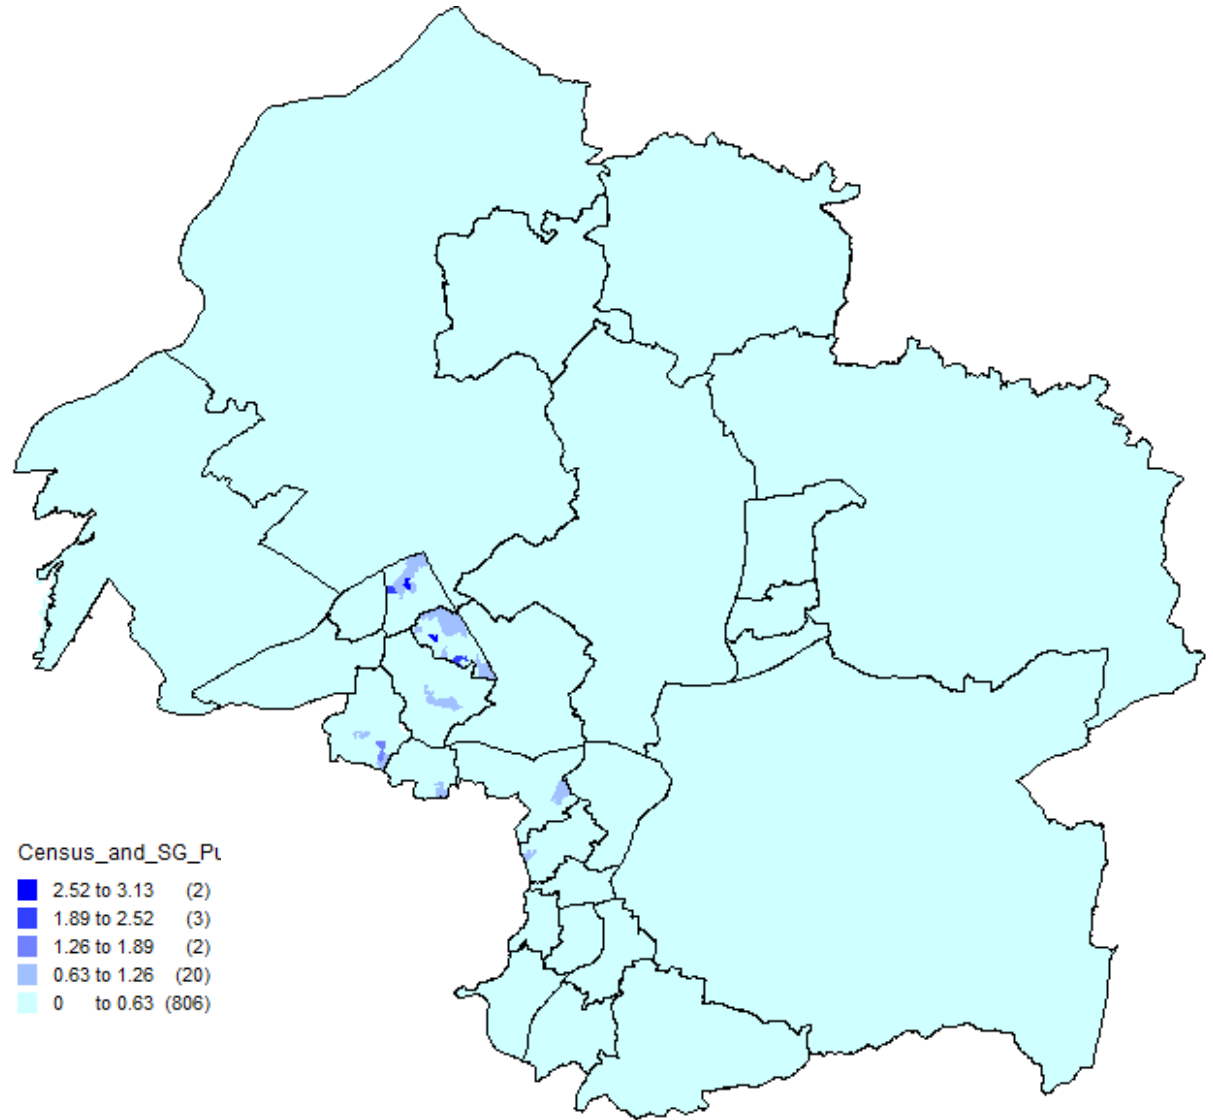 Census_and_SG_Pu
2.52 to 3.13 (2)
1.89 to 2.52 (3)
1.26 to 1.89 (2)
0.63 to 1.26 (20)
0 to 0.63 (806)